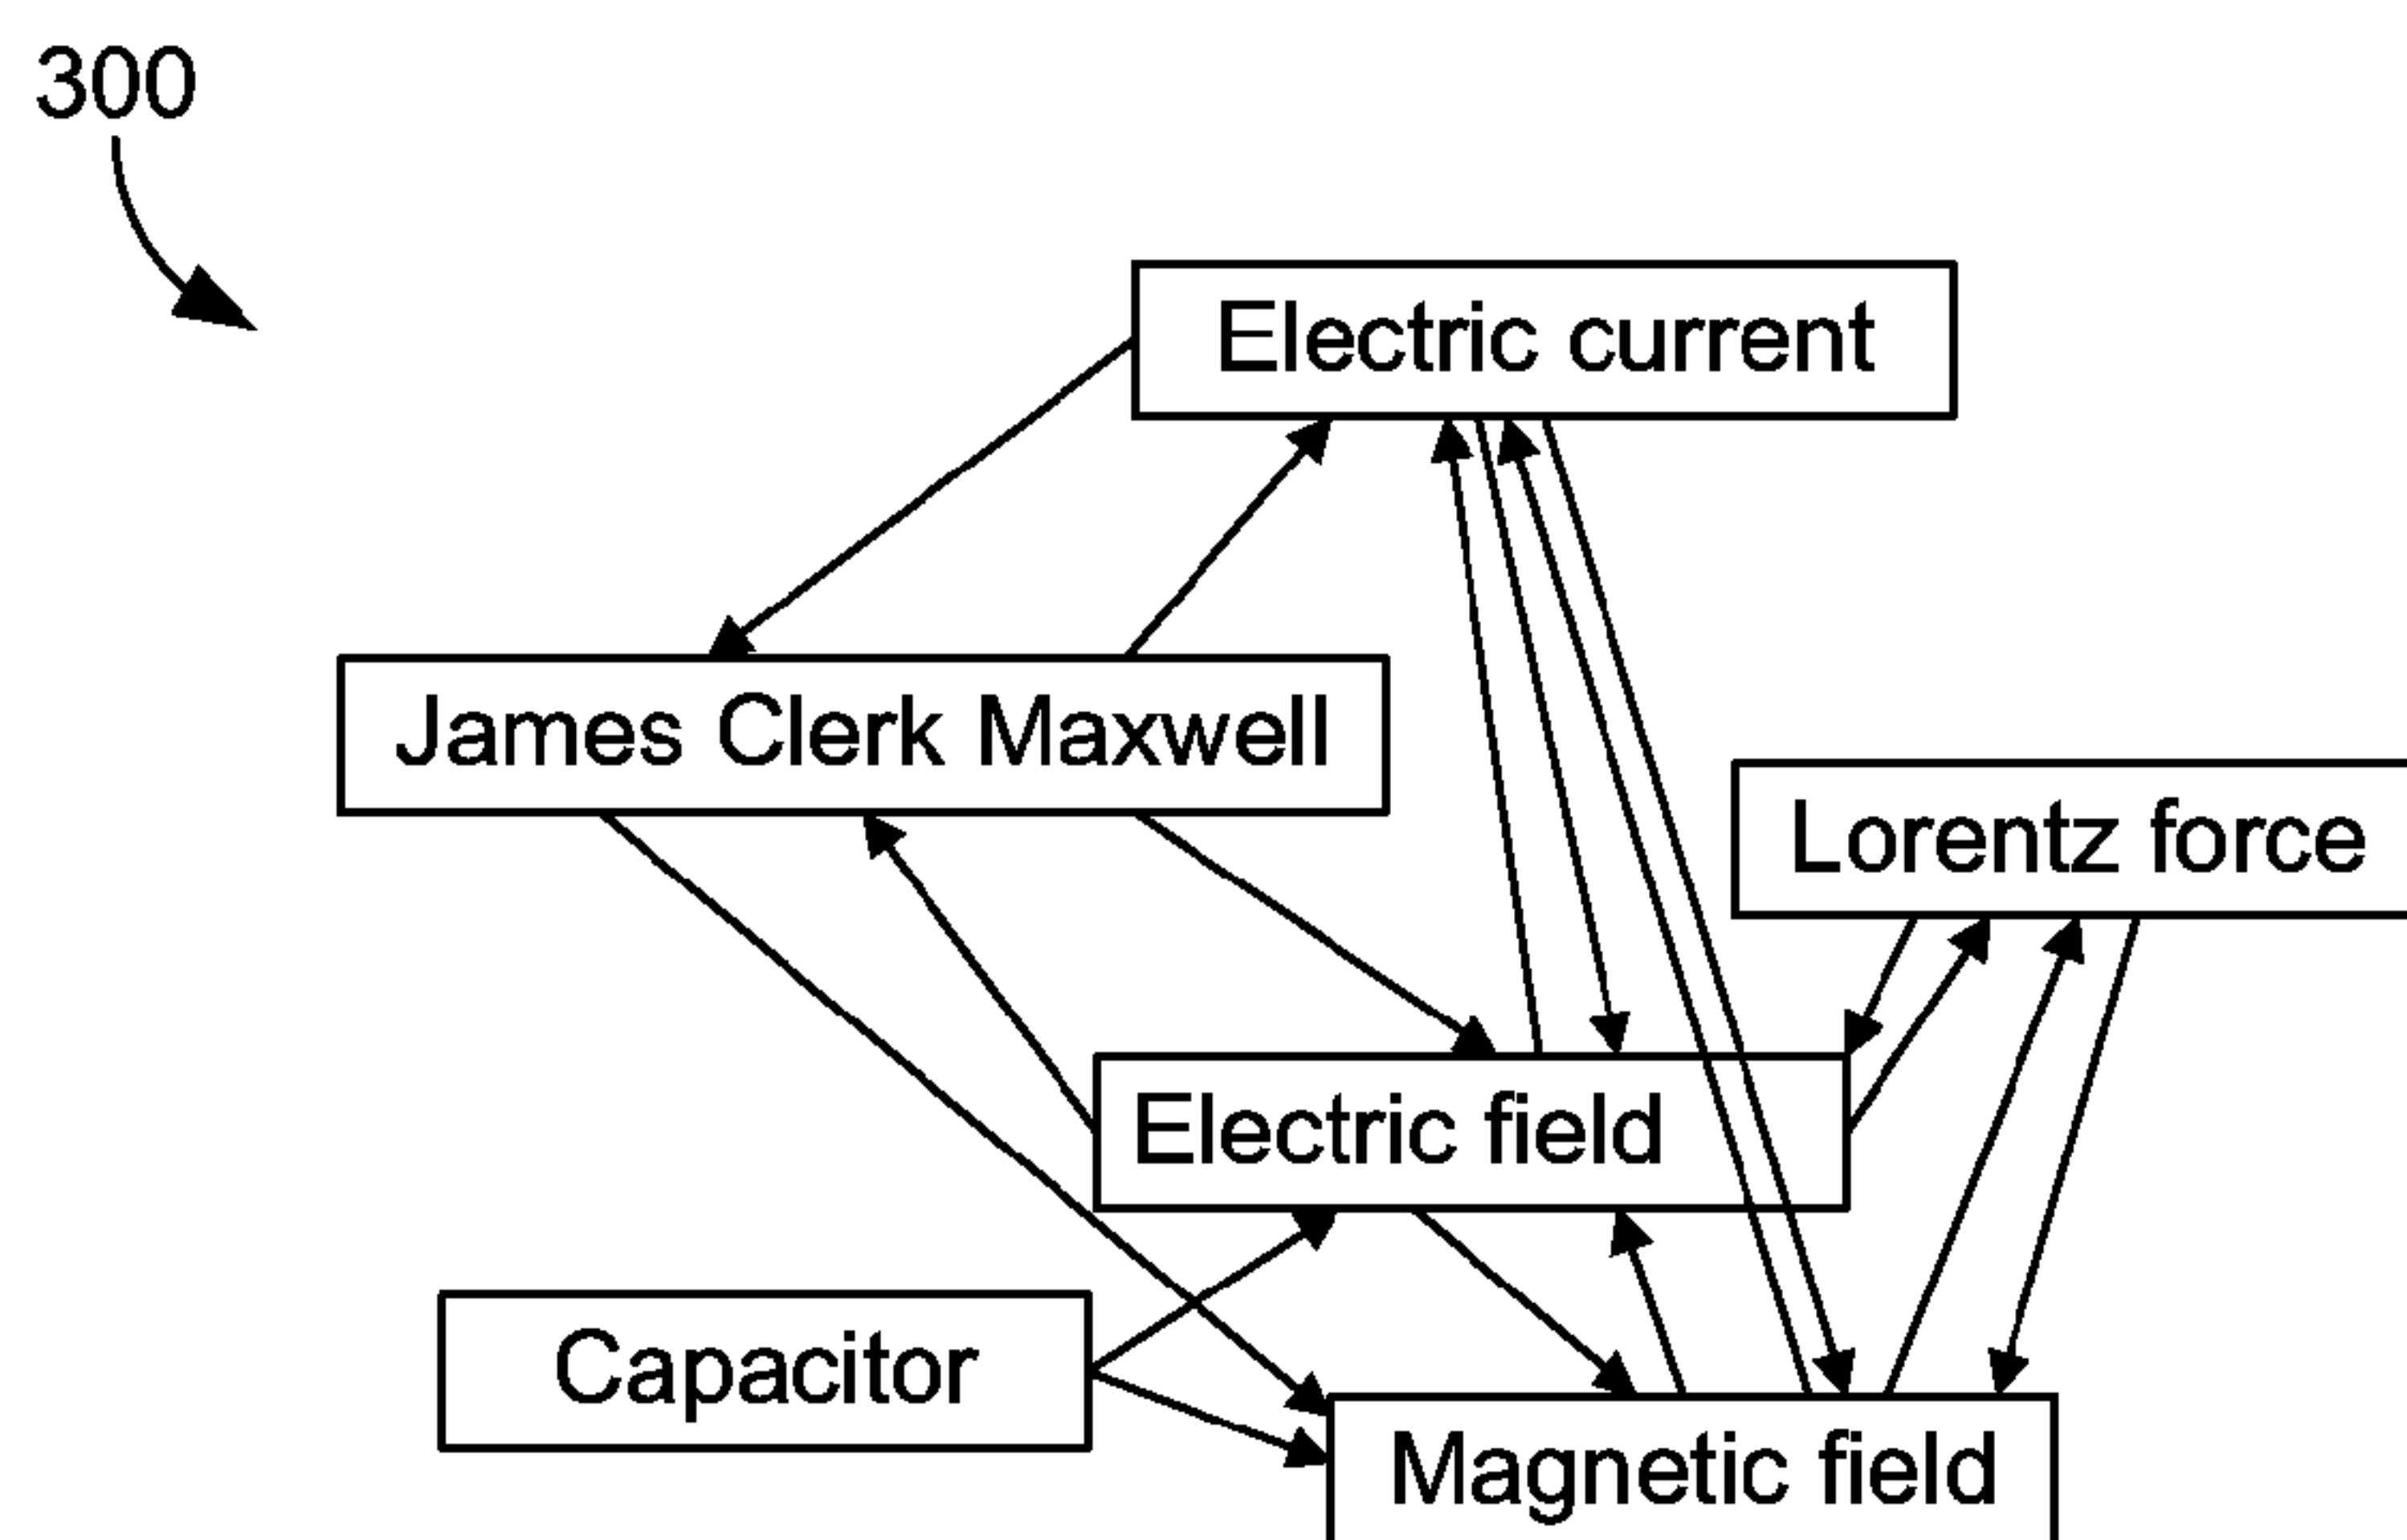 300
Electric current
James Clerk Maxwell
Lorentz force
Electric field
Capacitor
Magnetic field